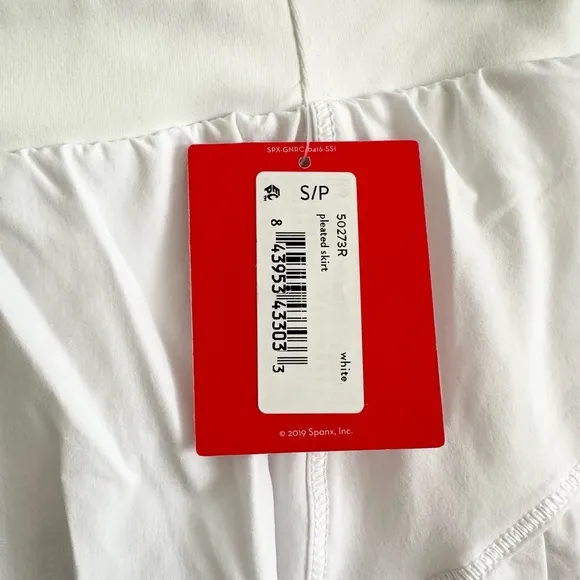 SPX-GNRC/0416-SS1
S/P
50273R
pleated skirt
white
8 43953 43303 3
© 2019 Spanx, Inc.